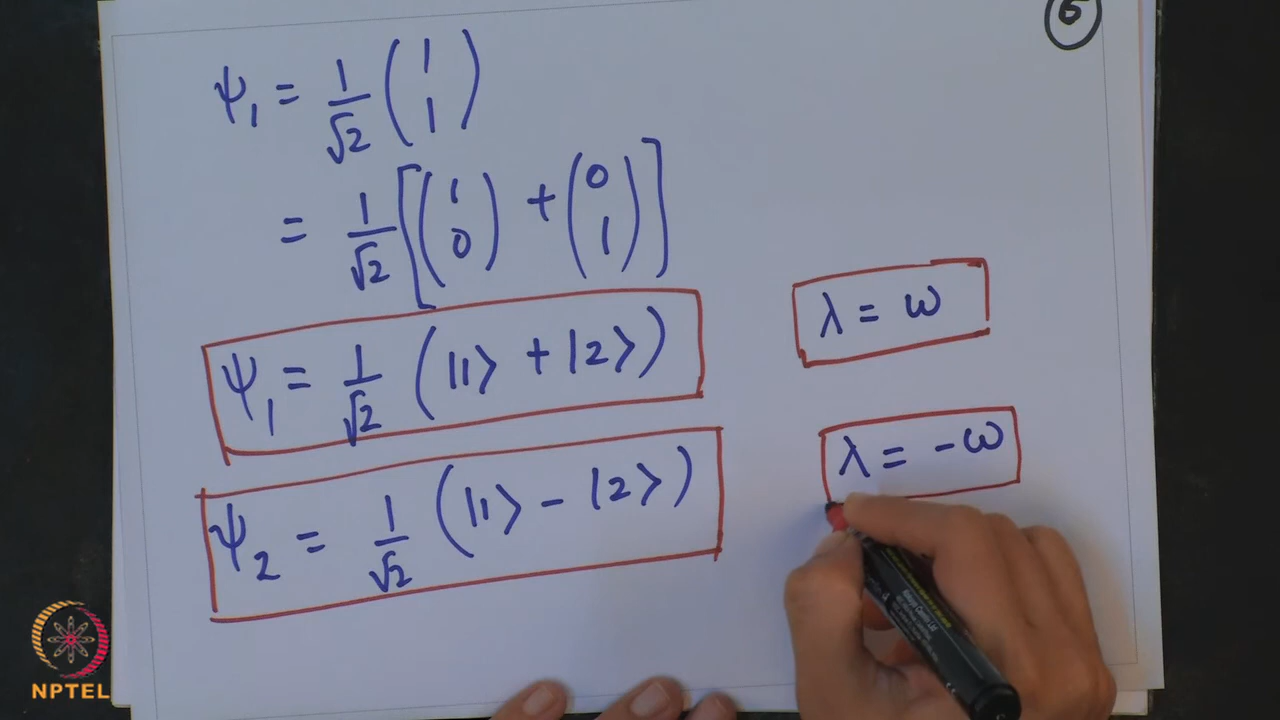 6
ψ₁ = 1/√2 (1 1)
= 1/√2 [(1 0) + (0 1)]
ψ₁ = 1/√2 (|1⟩ + |2⟩)
λ = ω
ψ₂ = 1/√2 (|1⟩ - |2⟩)
λ = -ω
NPTEL